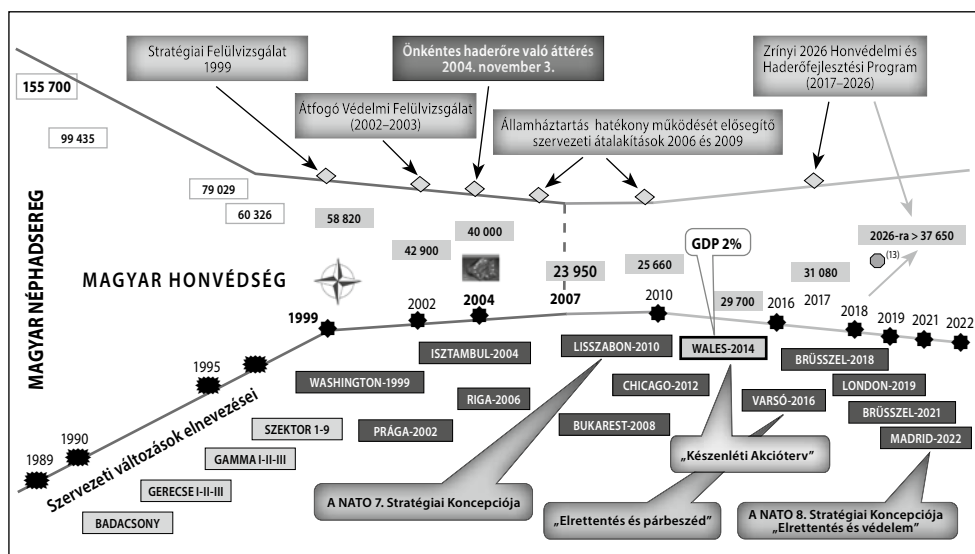 Stratégiai Felülvizsgálat
1999
Önkéntes haderőre való áttérés
2004. november 3.
Zrínyi 2026 Honvédelmi és
Haderőfejlesztési Program
(2017–2026)
Átfogó Védelmi Felülvizsgálat
(2002–2003)
Államháztartás hatékony működését elősegítő
szervezeti átalakítások 2006 és 2009
155 700
99 435
79 029
60 326
58 820
42 900
40 000
23 950
25 660
29 700
31 080
2026-ra > 37 650
(13)
GDP 2%
MAGYAR NÉPHADSEREG
MAGYAR HONVÉDSÉG
1989
1990
1995
1999
2002
2004
2007
2010
2016
2017
2018
2019
2021
2022
Szervezeti változások elnevezései
BADACSONY
GERECSE I-II-III
GAMMA I-II-III
SZEKTOR 1-9
WASHINGTON-1999
PRÁGA-2002
ISZTAMBUL-2004
RIGA-2006
BUKAREST-2008
LISSZABON-2010
CHICAGO-2012
WALES-2014
VARSÓ-2016
BRÜSSZEL-2018
LONDON-2019
BRÜSSZEL-2021
MADRID-2022
„Készenléti Akcióterv”
A NATO 7. Stratégiai Koncepciója
„Elrettentés és párbeszéd”
A NATO 8. Stratégiai Koncepciója
„Elrettentés és védelem”